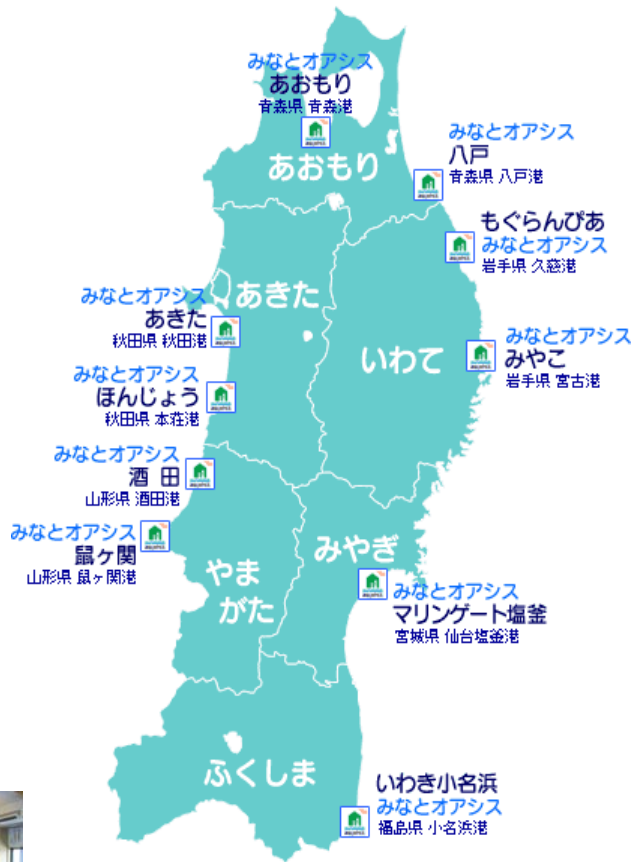 みなとオアシス
あおもり
青森県 青森港
あおもり
みなとオアシス
八戸
青森県 八戸港
もぐらんぴあ
みなとオアシス
岩手県 久慈港
みなとオアシス
あきた
秋田県 秋田港
あきた
みなとオアシス
みやこ
岩手県 宮古港
いわて
みなとオアシス
ほんじょう
秋田県 本荘港
みなとオアシス
酒 田
山形県 酒田港
みなとオアシス
鼠ヶ関
山形県 鼠ヶ関港
やま
がた
みやぎ
みなとオアシス
マリンゲート塩釜
宮城県 仙台塩釜港
ふくしま
いわき小名浜
みなとオアシス
福島県 小名浜港